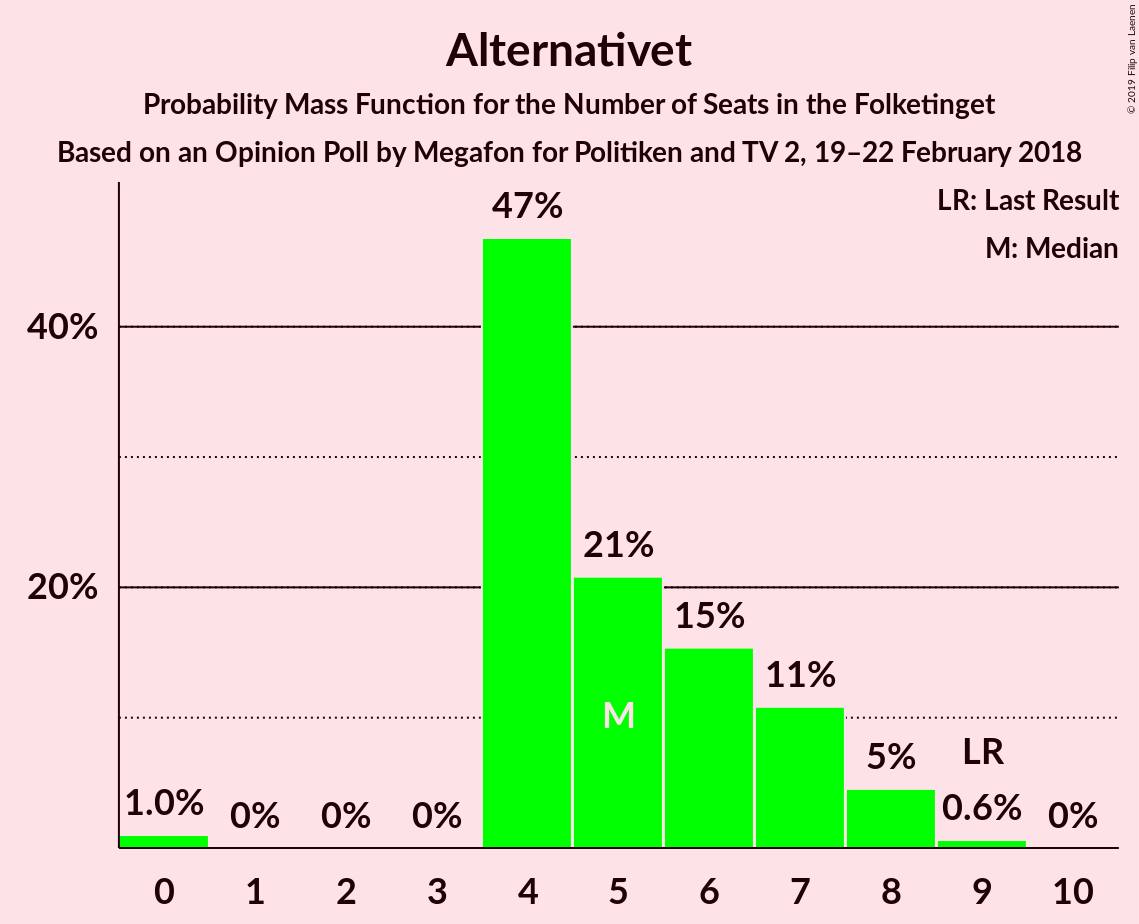 Alternativet
Probability Mass Function for the Number of Seats in the Folketinget
Based on an Opinion Poll by Megafon for Politiken and TV 2, 19–22 February 2018
© 2019 Filip van Laenen
LR: Last Result
M: Median
47%
40%
21%
20%
15%
11%
M
5%
LR
1.0%
0%
0%
0%
0.6%
0%
0 1 2 3 4 5 6 7 8 9 10